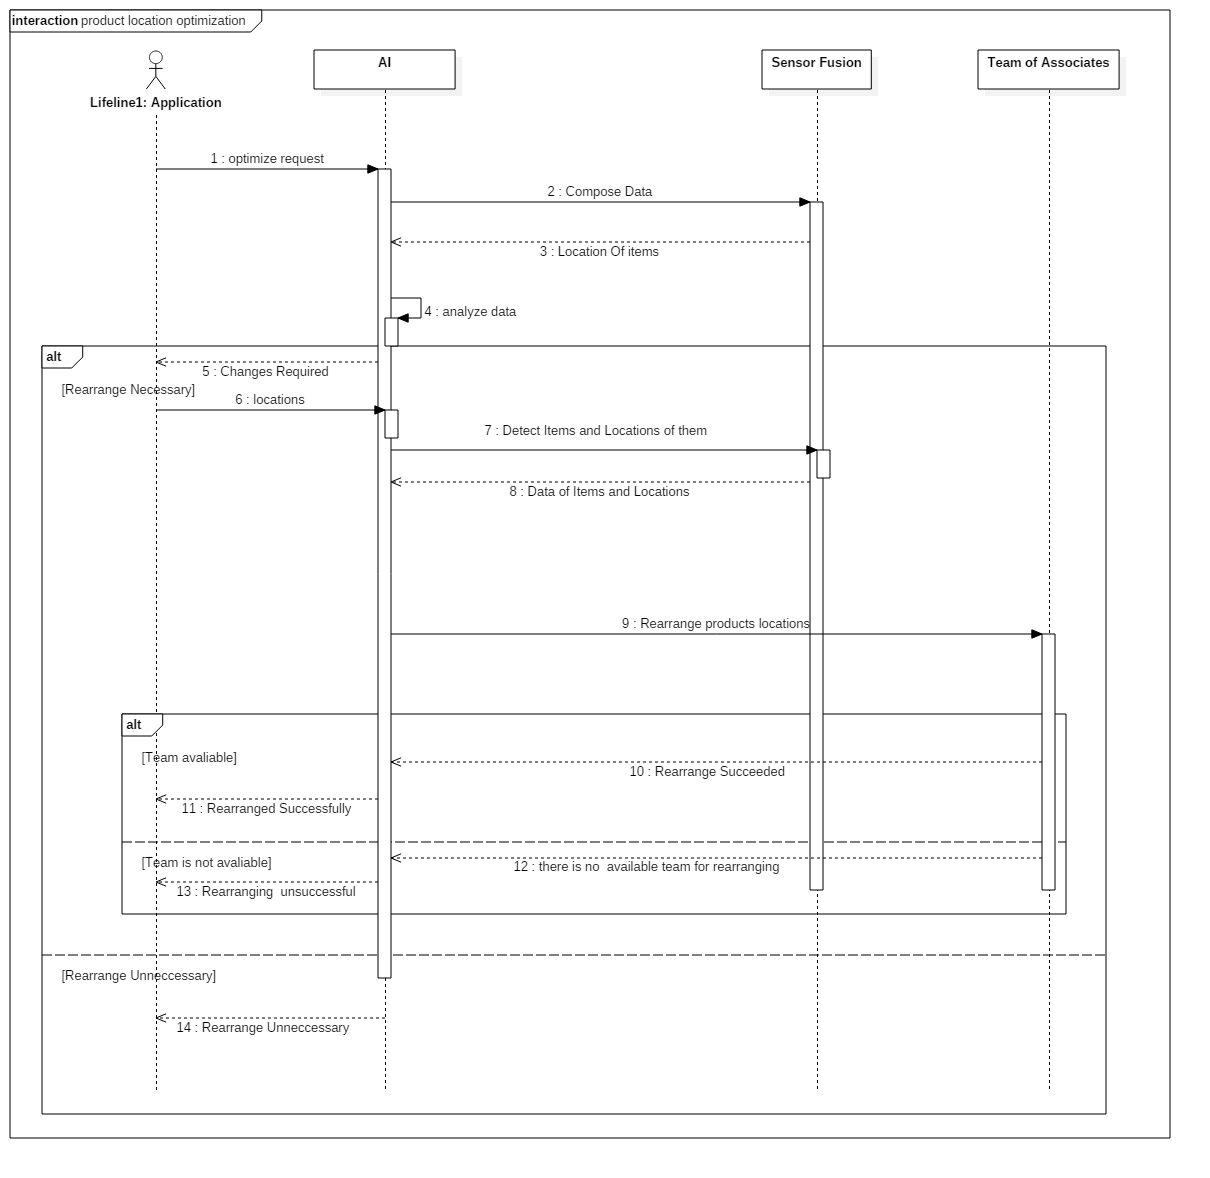 interaction product location optimization
AI
Sensor Fusion
Team of Associates
Lifeline1: Application
1 : optimize request
2 : Compose Data
3 : Location Of items
4 : analyze data
alt
5 : Changes Required
[Rearrange Necessary]
6 : locations
7 : Detect Items and Locations of them
8 : Data of Items and Locations
9 : Rearrange products locations
alt
[Team avaliable]
10 : Rearrange Succeeded
11 : Rearranged Successfully
[Team is not avaliable]
12 : there is no  available team for rearranging
13 : Rearranging  unsuccessful
[Rearrange Unneccessary]
14 : Rearrange Unneccessary